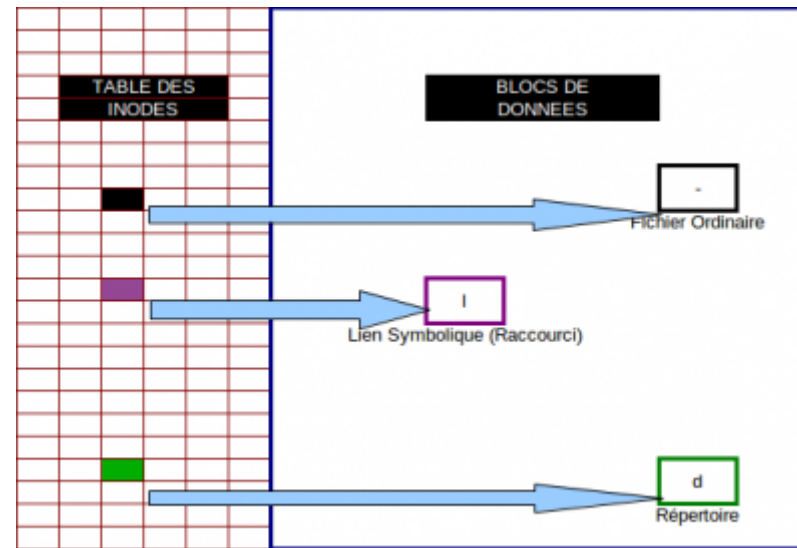 TABLE DES
INODES
BLOCS DE
DONNEES
-
Fichier Ordinaire
l
Lien Symbolique (Raccourci)
d
Répertoire